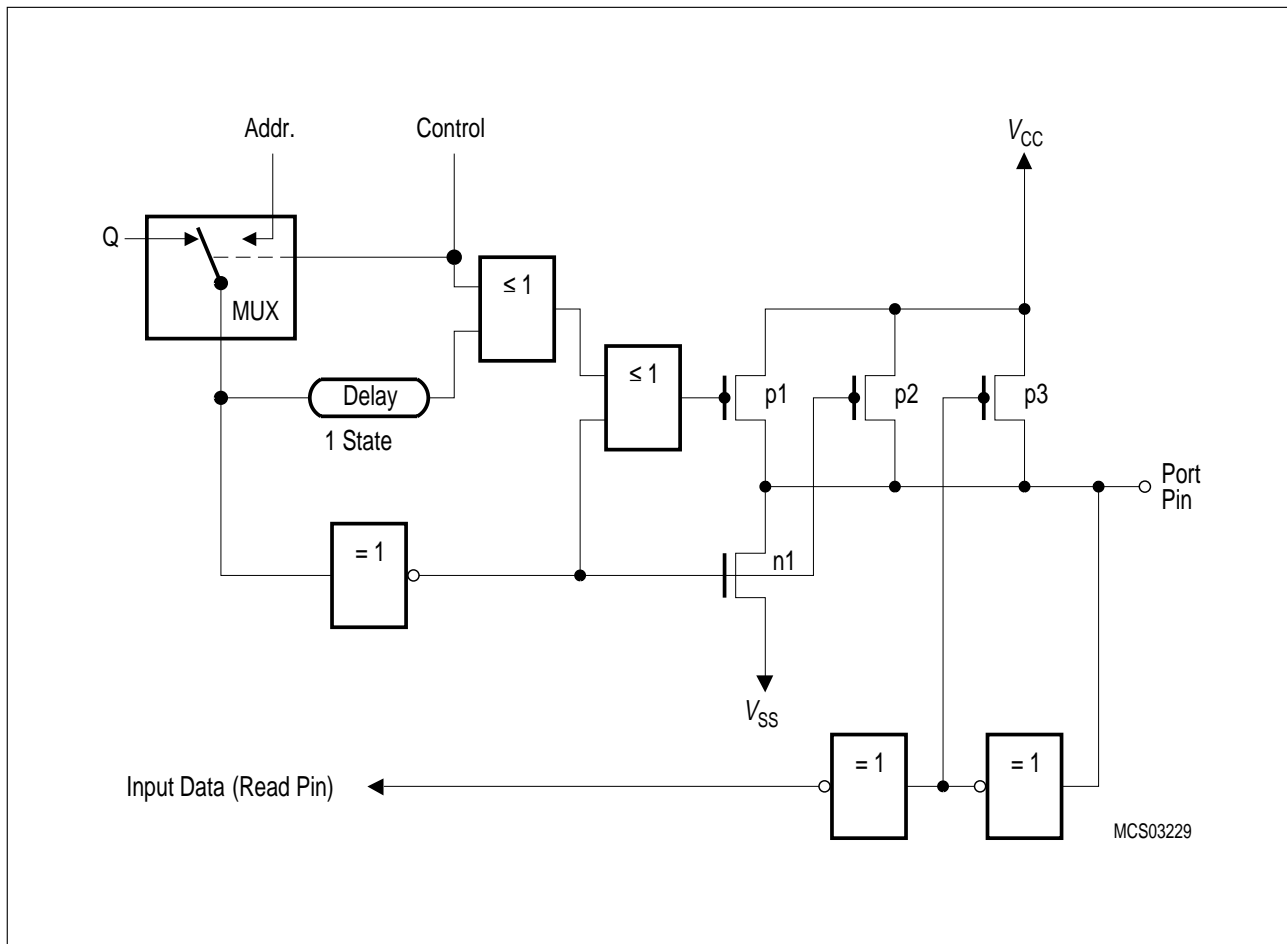 Addr.
Control
V_CC
Q
MUX
≤ 1
≤ 1
Delay
1 State
p1
p2
p3
Port
Pin
= 1
n1
V_SS
= 1
= 1
Input Data (Read Pin)
MCS03229